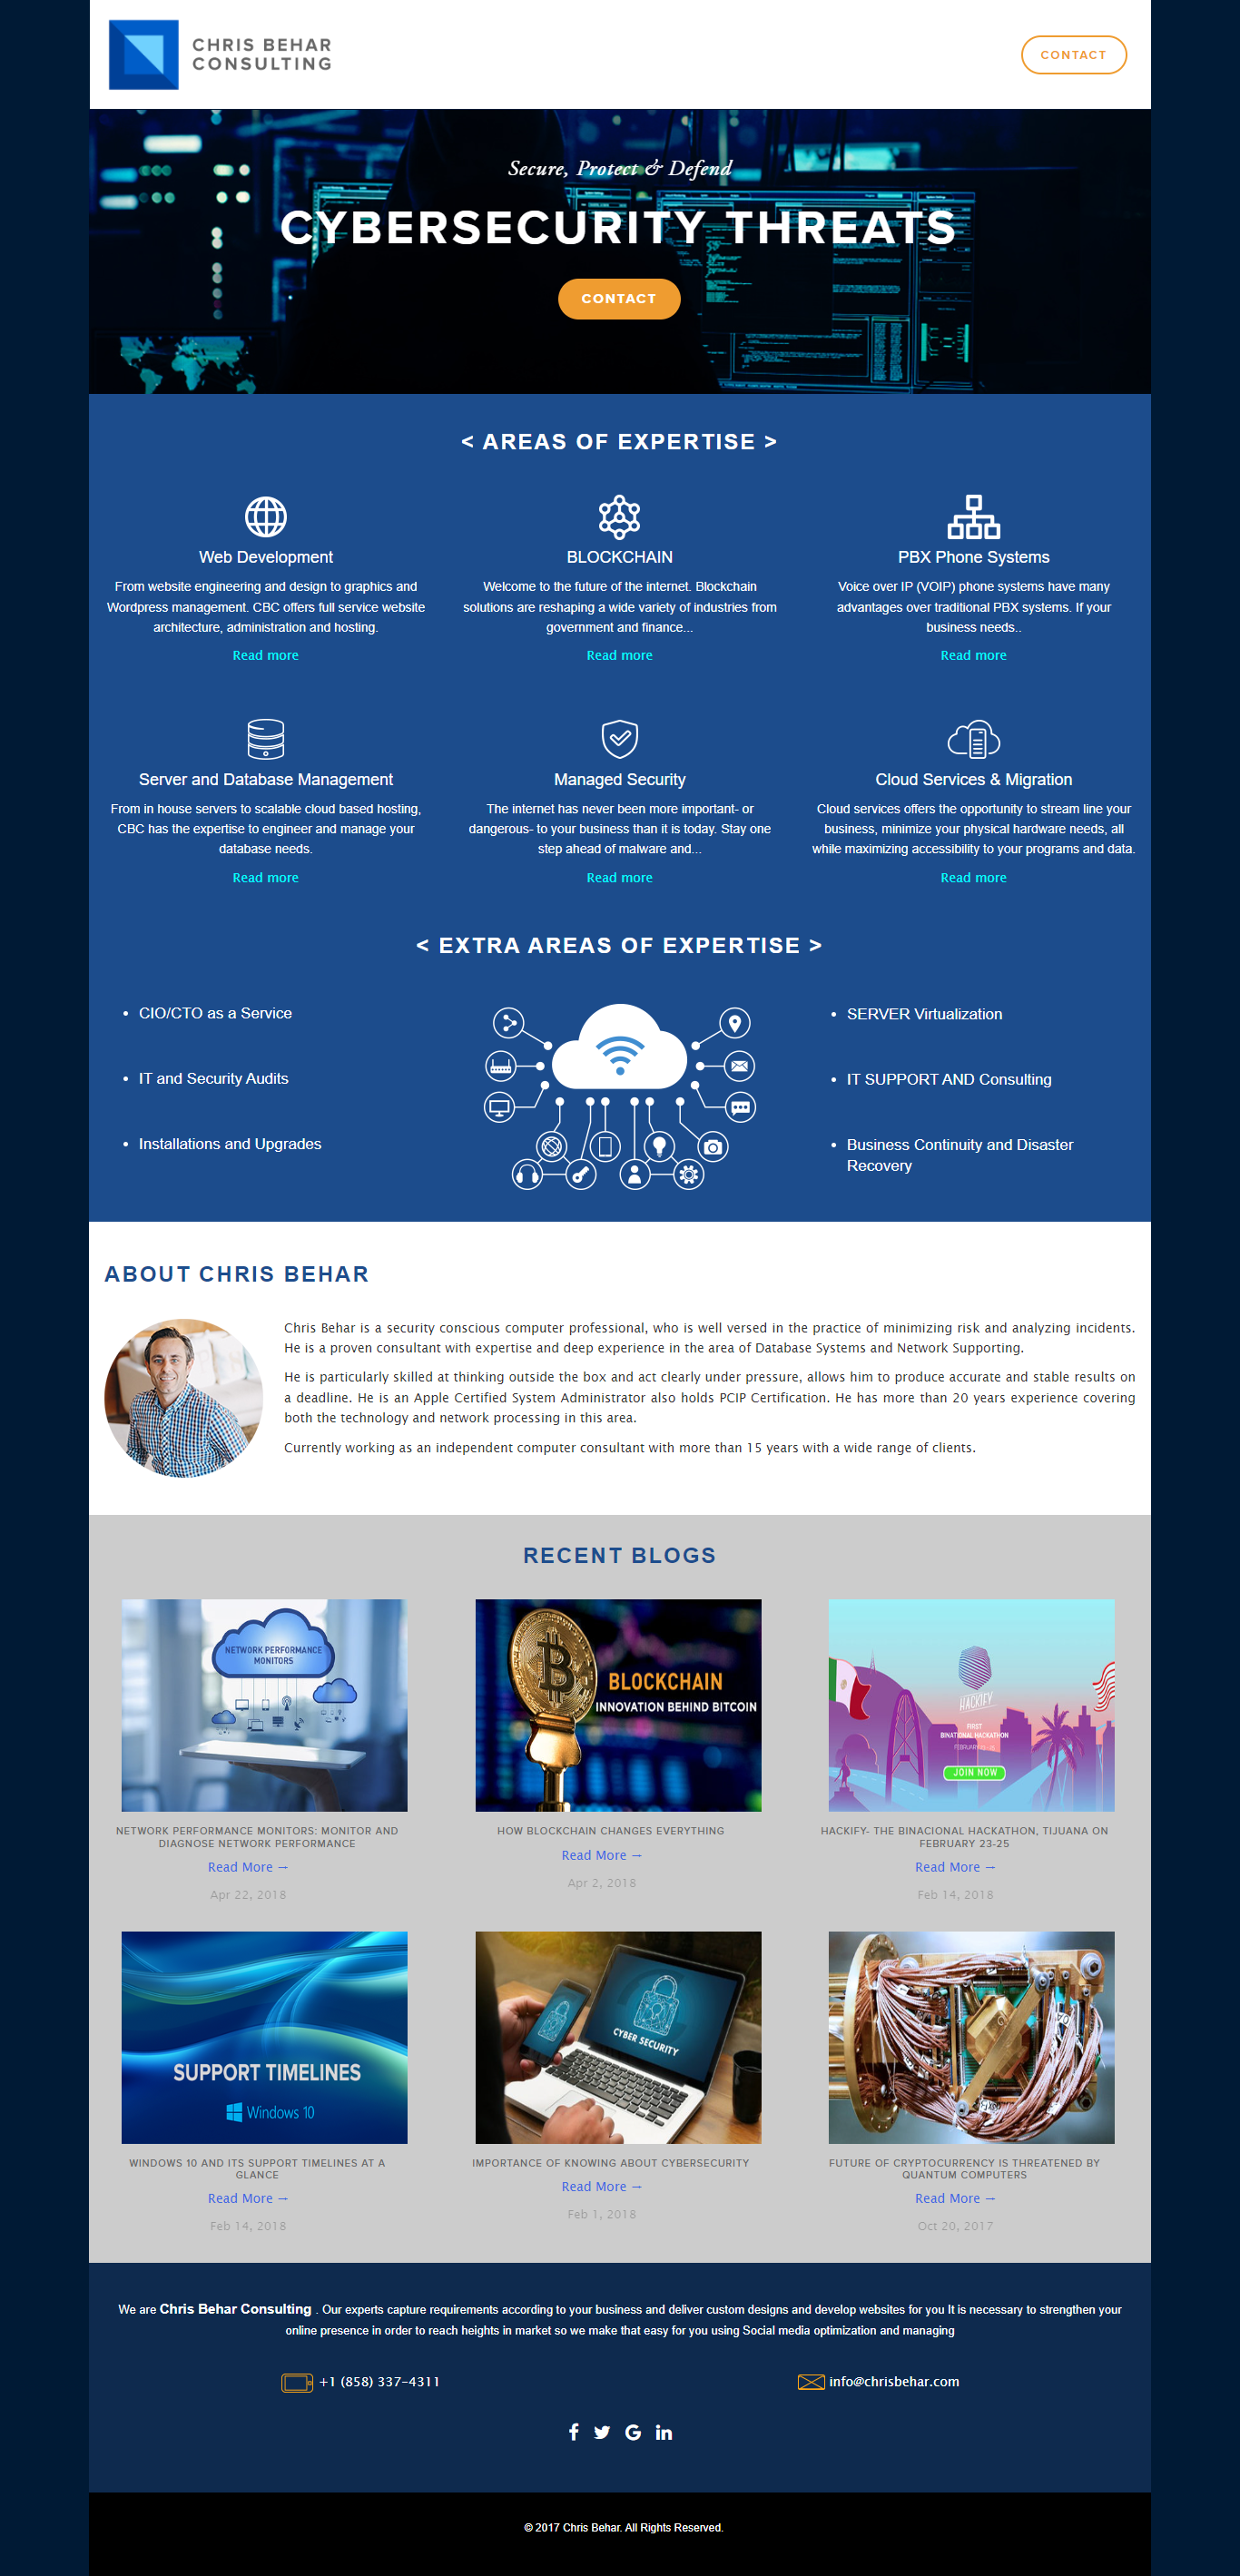 CHRIS BEHAR
CONSULTING
CONTACT
Secure, Protect & Defend
CYBERSECURITY THREATS
CONTACT
< AREAS OF EXPERTISE >
Web Development
From website engineering and design to graphics and
Wordpress management. CBC offers full service website
architecture, administration and hosting.
Read more
BLOCKCHAIN
Welcome to the future of the internet. Blockchain
solutions are reshaping a wide variety of industries from
government and finance...
Read more
PBX Phone Systems
Voice over IP (VOIP) phone systems have many
advantages over traditional PBX systems. If your
business needs..
Read more
Server and Database Management
From in house servers to scalable cloud based hosting,
CBC has the expertise to engineer and manage your
database needs.
Read more
Managed Security
The internet has never been more important- or
dangerous- to your business than it is today. Stay one
step ahead of malware and...
Read more
Cloud Services & Migration
Cloud services offers the opportunity to stream line your
business, minimize your physical hardware needs, all
while maximizing accessibility to your programs and data.
Read more
< EXTRA AREAS OF EXPERTISE >
• CIO/CTO as a Service
• IT and Security Audits
• Installations and Upgrades
• SERVER Virtualization
• IT SUPPORT AND Consulting
• Business Continuity and Disaster
Recovery
ABOUT CHRIS BEHAR
Chris Behar is a security conscious computer professional, who is well versed in the practice of minimizing risk and analyzing incidents.
He is a proven consultant with expertise and deep experience in the area of Database Systems and Network Supporting.
He is particularly skilled at thinking outside the box and act clearly under pressure, allows him to produce accurate and stable results on
a deadline. He is an Apple Certified System Administrator also holds PCIP Certification. He has more than 20 years experience covering
both the technology and network processing in this area.
Currently working as an independent computer consultant with more than 15 years with a wide range of clients.
RECENT BLOGS
NETWORK PERFORMANCE
MONITORS
NETWORK PERFORMANCE MONITORS: MONITOR AND
DIAGNOSE NETWORK PERFORMANCE
Read More →
Apr 22, 2018
BLOCKCHAIN
INNOVATION BEHIND BITCOIN
HOW BLOCKCHAIN CHANGES EVERYTHING
Read More →
Apr 2, 2018
HACKIFY
FIRST
BINATIONAL HACKATHON
JOIN NOW
HACKIFY- THE BINACIONAL HACKATHON, TIJUANA ON
FEBRUARY 23-25
Read More →
Feb 14, 2018
SUPPORT TIMELINES
Windows 10
WINDOWS 10 AND ITS SUPPORT TIMELINES AT A
GLANCE
Read More →
Feb 14, 2018
CYBER SECURITY
IMPORTANCE OF KNOWING ABOUT CYBERSECURITY
Read More →
Feb 1, 2018
FUTURE OF CRYPTOCURRENCY IS THREATENED BY
QUANTUM COMPUTERS
Read More →
Oct 20, 2017
We are Chris Behar Consulting . Our experts capture requirements according to your business and deliver custom designs and develop websites for you It is necessary to strengthen your
online presence in order to reach heights in market so we make that easy for you using Social media optimization and managing
+1 (858) 337-4311
info@chrisbehar.com
© 2017 Chris Behar. All Rights Reserved.